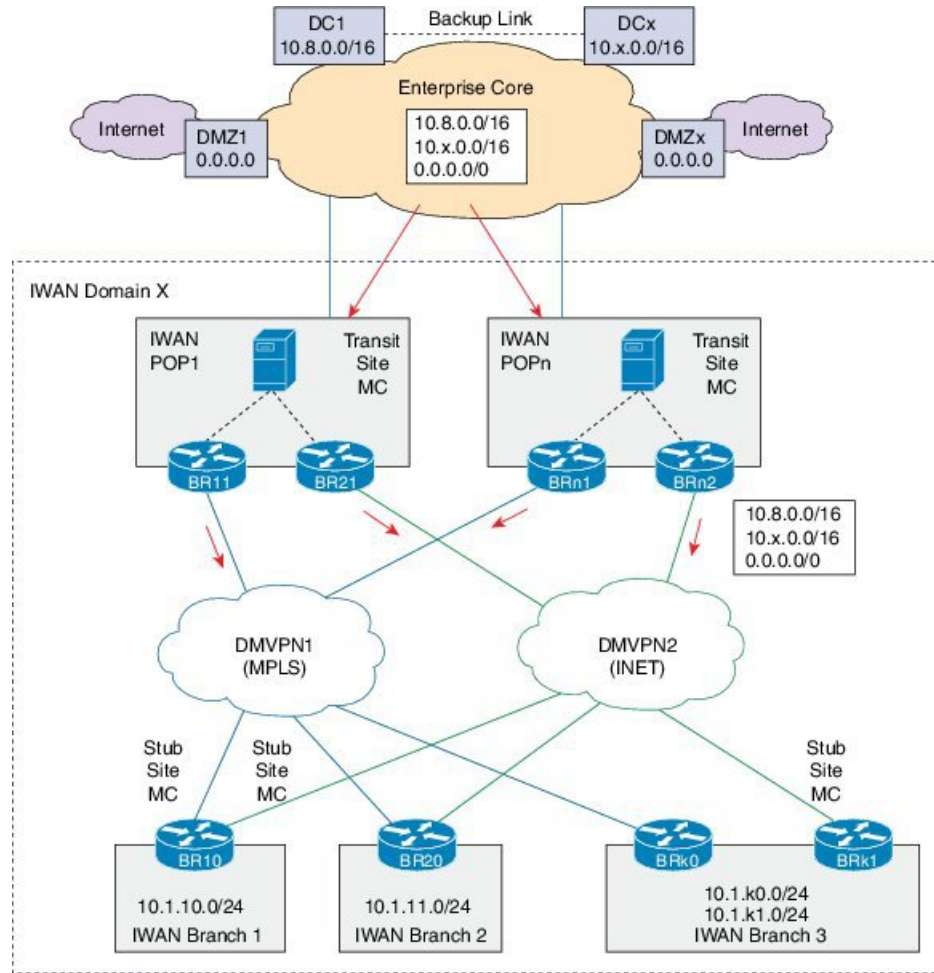 DC1
10.8.0.0/16
Backup Link
DCx
10.x.0.0/16
Enterprise Core
Internet
DMZ1
0.0.0.0
10.8.0.0/16
10.x.0.0/16
0.0.0.0/0
DMZx
0.0.0.0
Internet
IWAN Domain X
IWAN
POP1
Transit
Site
MC
IWAN
POPn
Transit
Site
MC
BR11
BR21
BRn1
BRn2
10.8.0.0/16
10.x.0.0/16
0.0.0.0/0
DMVPN1
(MPLS)
DMVPN2
(INET)
Stub
Site
MC
Stub
Site
MC
Stub
Site
MC
BR10
BR20
BRk0
BRk1
10.1.10.0/24
IWAN Branch 1
10.1.11.0/24
IWAN Branch 2
10.1.k0.0/24
10.1.k1.0/24
IWAN Branch 3